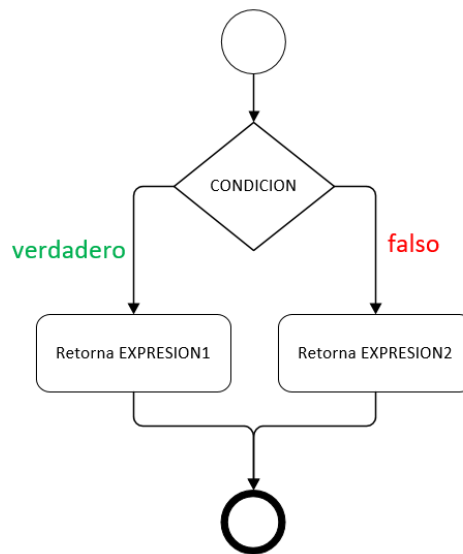 CONDICION
verdadero
falso
Retorna EXPRESION1
Retorna EXPRESION2